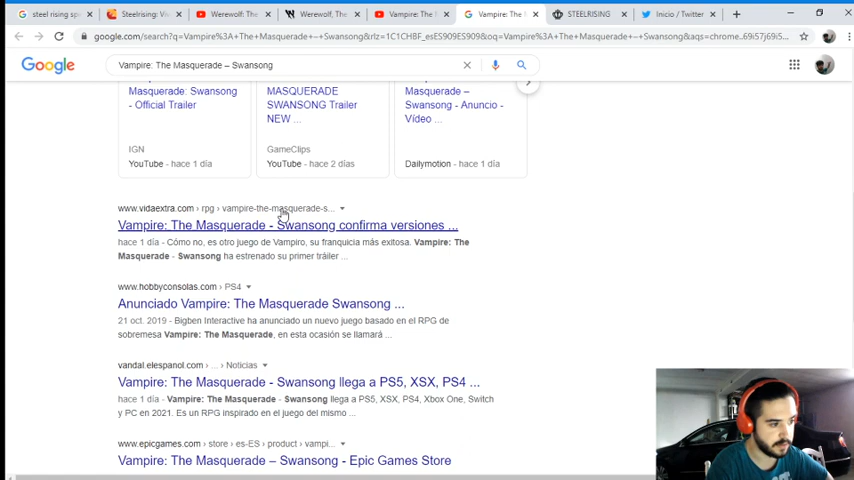 steel rising sp
Steelrising: Vi
Werewolf: The
Werewolf, The
Vampire: The
Vampire: The
STEELRISING
Inicio / Twitter
google.com/search?q=Vampire%3A+The+Masquerade+–+Swansong&rlz=1C1CHBF_esES909ES909&oq=Vampire%3A+The+Masquerade+–+Swansong&aqs=chrome..69i57j69i6...
Google
Vampire: The Masquerade – Swansong
Masquerade: Swansong
- Official Trailer
IGN
YouTube - hace 1 día
MASQUERADE
SWANSONG Trailer
NEW ...
GameClips
YouTube - hace 2 días
Masquerade –
Swansong - Anuncio -
Vídeo ...
Dailymotion - hace 1 día
www.vidaextra.com › rpg › vampire-the-masquerade-s...
Vampire: The Masquerade - Swansong confirma versiones ...
hace 1 día - Cómo no, es otro juego de Vampiro, su franquicia más exitosa. Vampire: The
Masquerade - Swansong ha estrenado su primer tráiler ...
www.hobbyconsolas.com › PS4
Anunciado Vampire: The Masquerade Swansong ...
21 oct. 2019 - Bigben Interactive ha anunciado un nuevo juego basado en el RPG de
sobremesa Vampire: The Masquerade, en esta ocasión se llamará ...
vandal.elespanol.com › ... › Noticias
Vampire: The Masquerade - Swansong llega a PS5, XSX, PS4 ...
hace 1 día - Vampire: The Masquerade - Swansong llega a PS5, XSX, PS4, Xbox One, Switch
y PC en 2021. Es un RPG inspirado en el juego del mismo ...
www.epicgames.com › store › es-ES › product › vampi...
Vampire: The Masquerade – Swansong - Epic Games Store